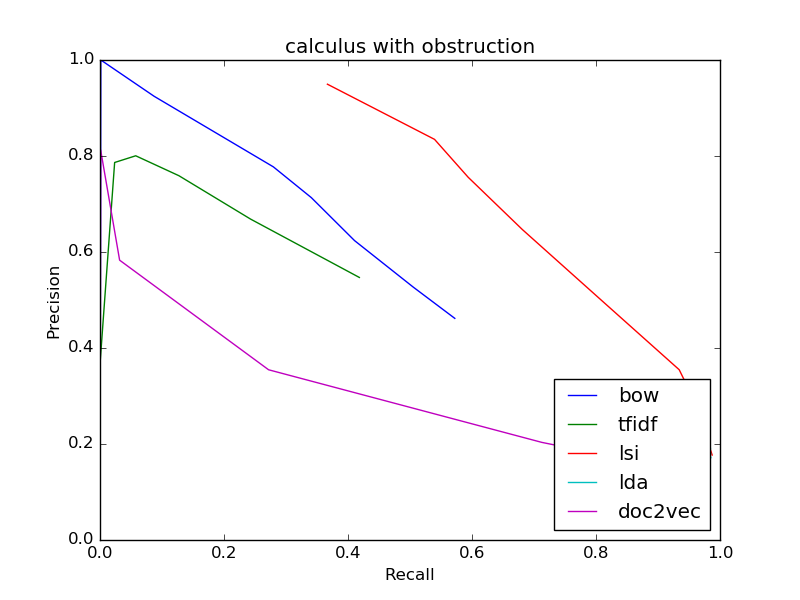 calculus with obstruction
1.0
0.8
0.6
0.4
0.2
0.0
Precision
bow
tfidf
lsi
lda
doc2vec
0.0 0.2 0.4 0.6 0.8 1.0
Recall